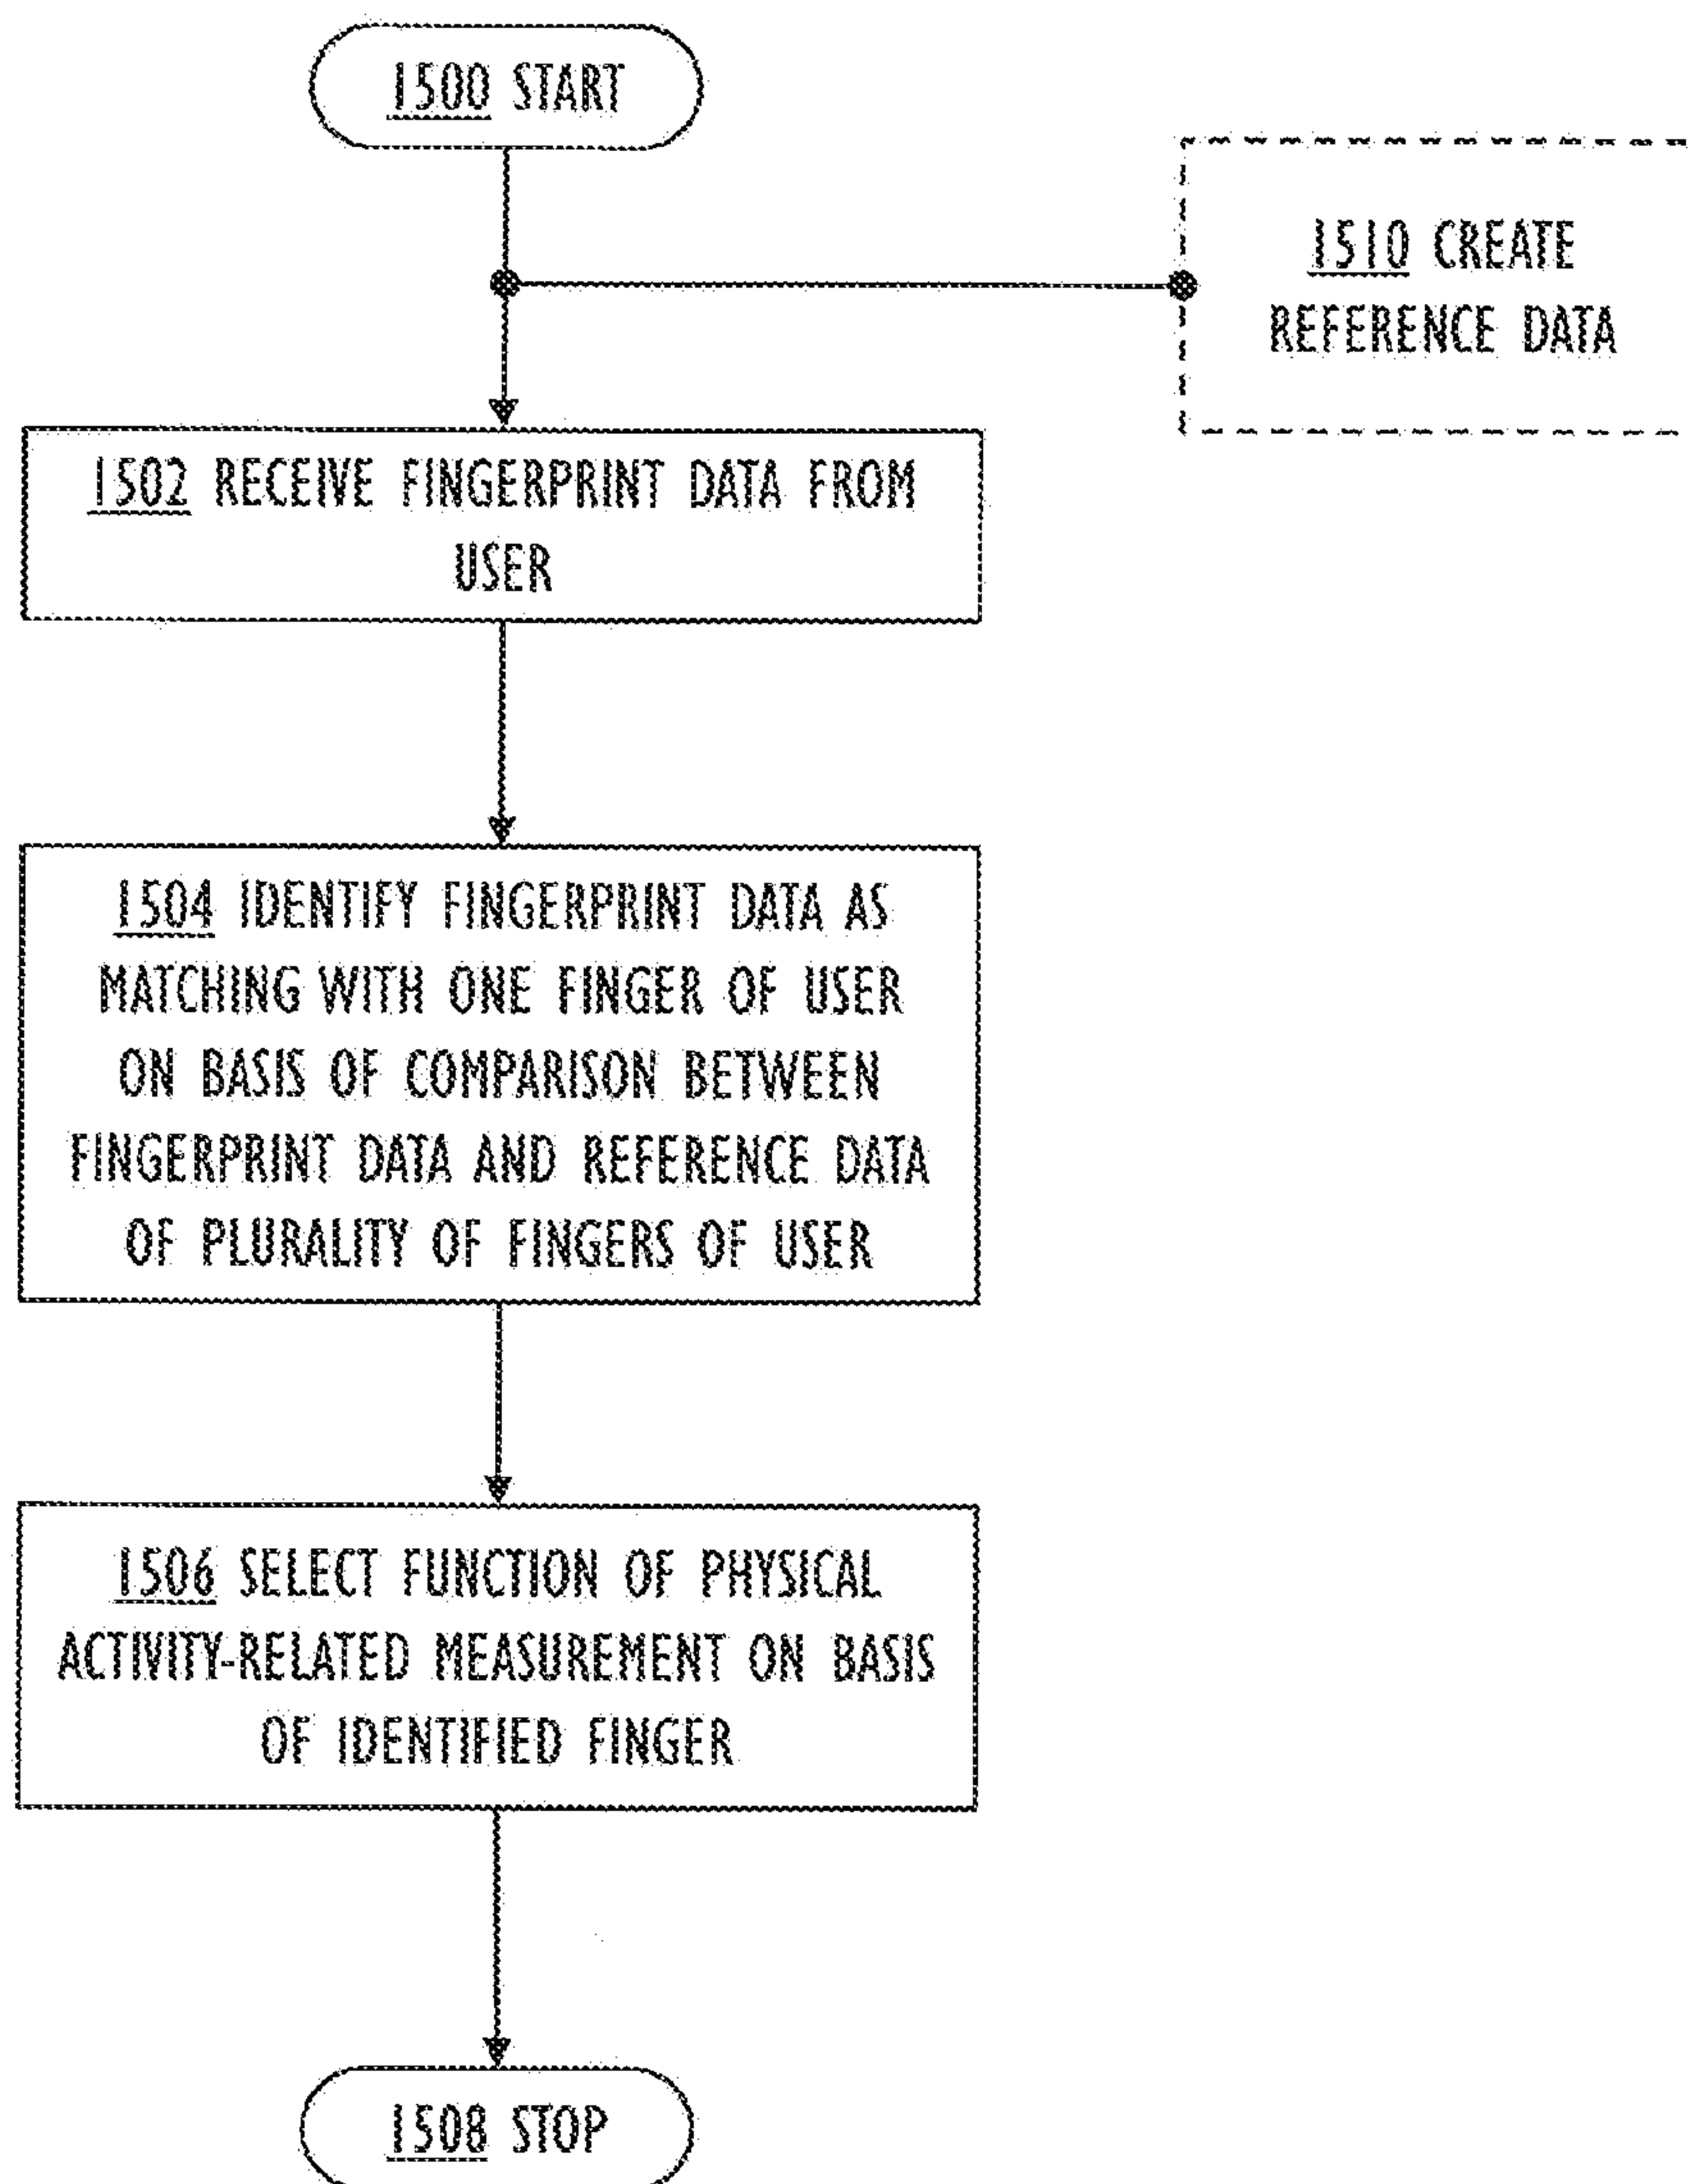 1500 START
1510 CREATE
REFERENCE DATA
1502 RECEIVE FINGERPRINT DATA FROM
USER
1504 IDENTIFY FINGERPRINT DATA AS
MATCHING WITH ONE FINGER OF USER
ON BASIS OF COMPARISON BETWEEN
FINGERPRINT DATA AND REFERENCE DATA
OF PLURALITY OF FINGERS OF USER
1506 SELECT FUNCTION OF PHYSICAL
ACTIVITY-RELATED MEASUREMENT ON BASIS
OF IDENTIFIED FINGER
1508 STOP